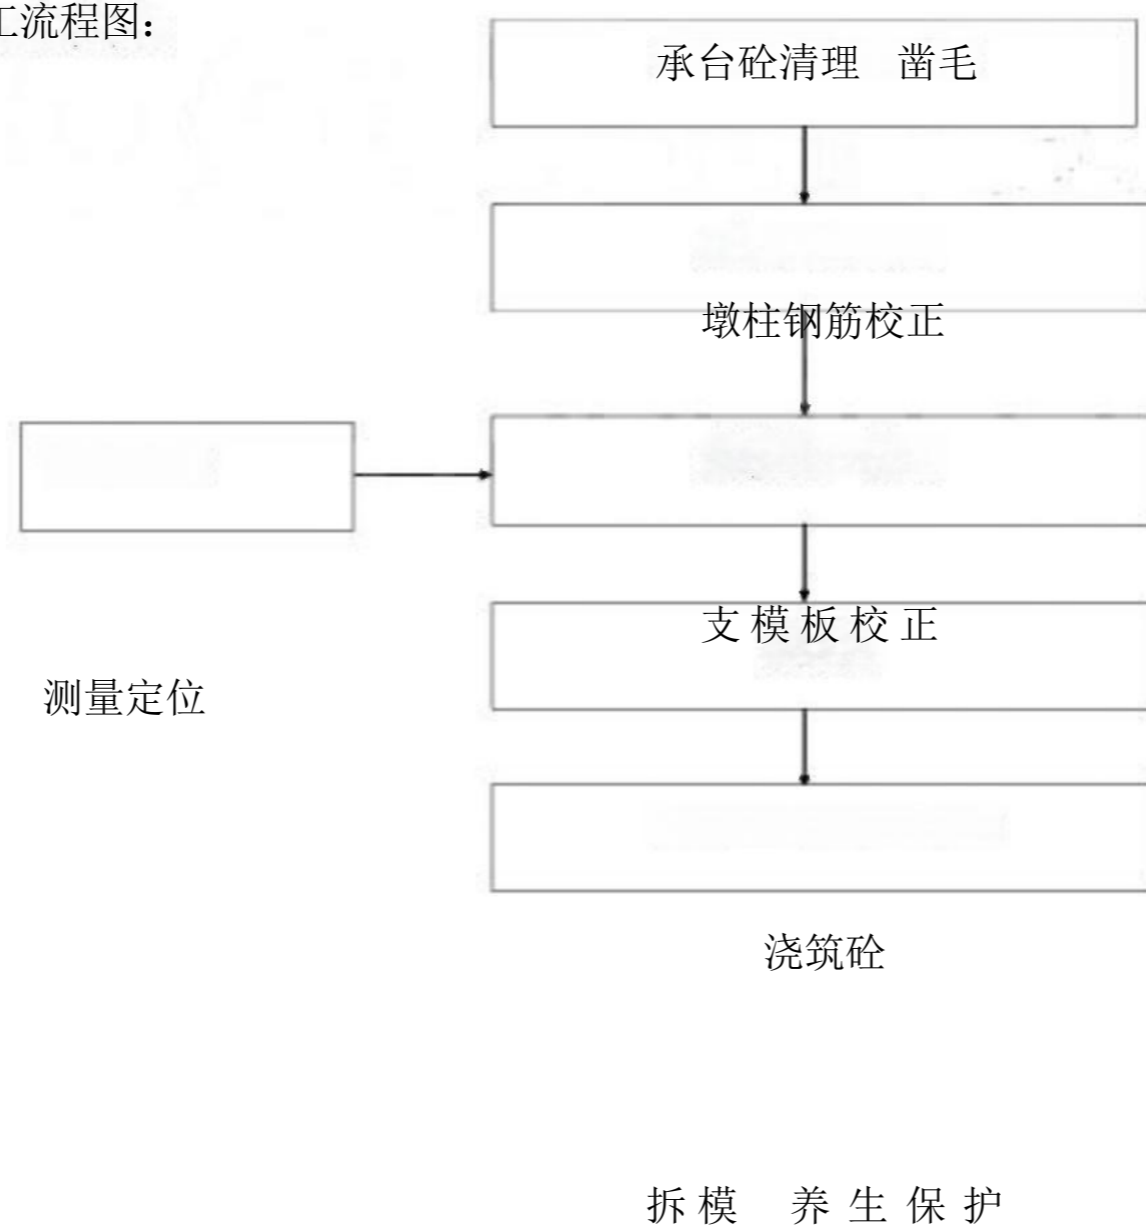 工流程图：
承台砼清理 凿毛
墩柱钢筋校正
支模板校正
测量定位
浇筑砼
拆模 养生保护